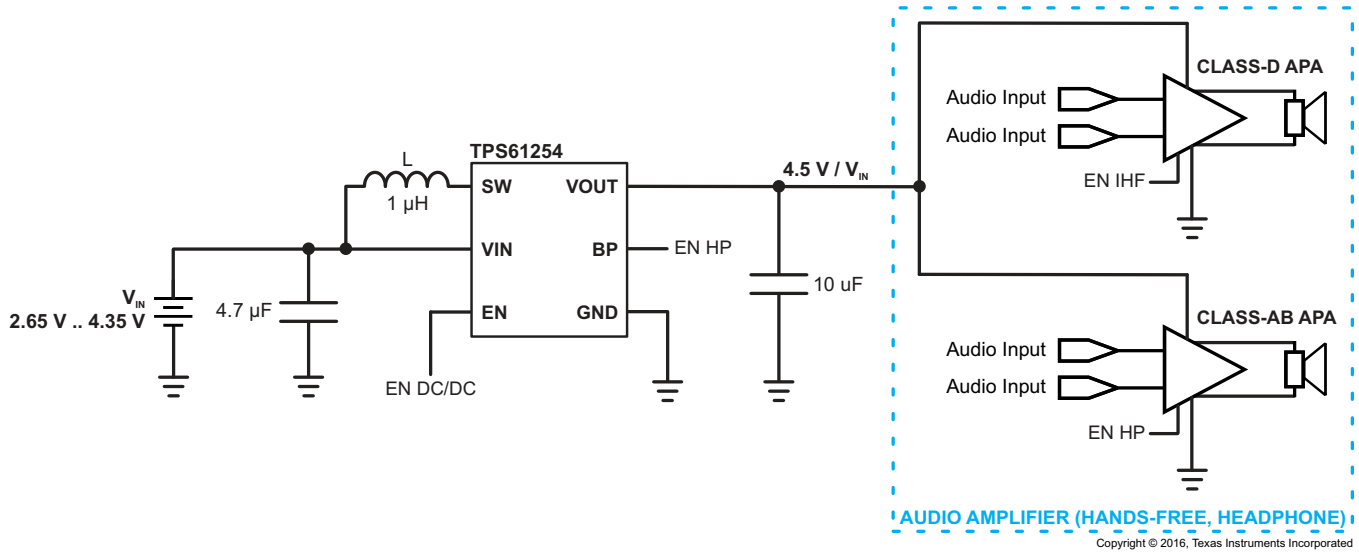 CLASS-D APA
Audio Input
Audio Input
EN IHF
TPS61254
L
1 µH
SW
VOUT
4.5 V / VIN
VIN
BP
EN HP
EN
GND
VIN
2.65 V .. 4.35 V
4.7 µF
10 uF
EN DC/DC
CLASS-AB APA
Audio Input
Audio Input
EN HP
AUDIO AMPLIFIER (HANDS-FREE, HEADPHONE)
Copyright © 2016, Texas Instruments Incorporated